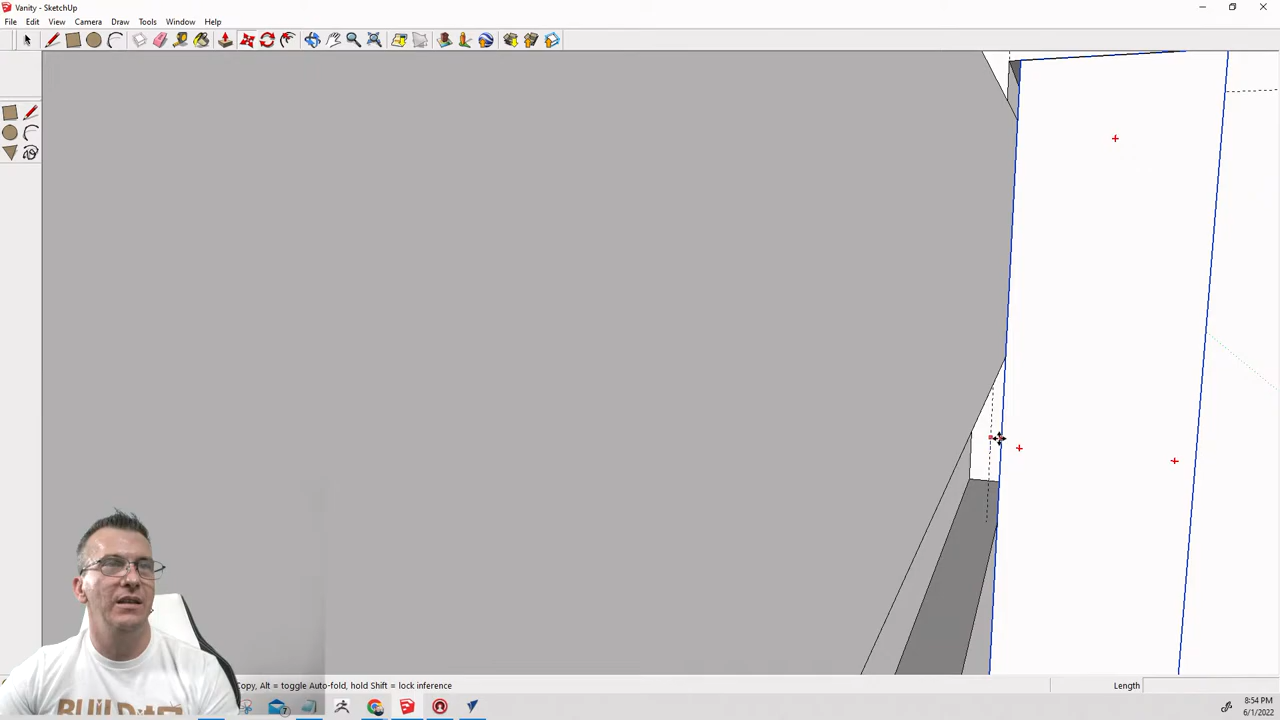 Vanity - SketchUp
File Edit View Camera Draw Tools Window Help
Copy, Alt = toggle Auto-fold, hold Shift = lock inference
Length
8:54 PM
6/1/2022
BUILD